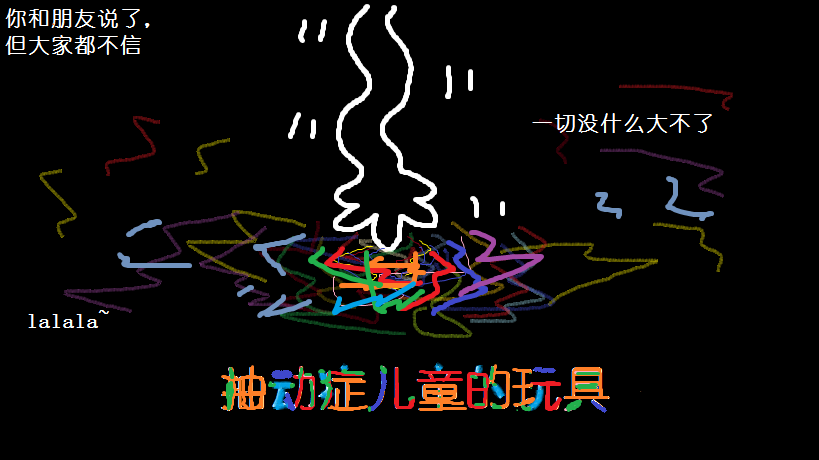 你和朋友说了，
但大家都不信
一切没什么大不了
lalala~
抽动症儿童的玩具